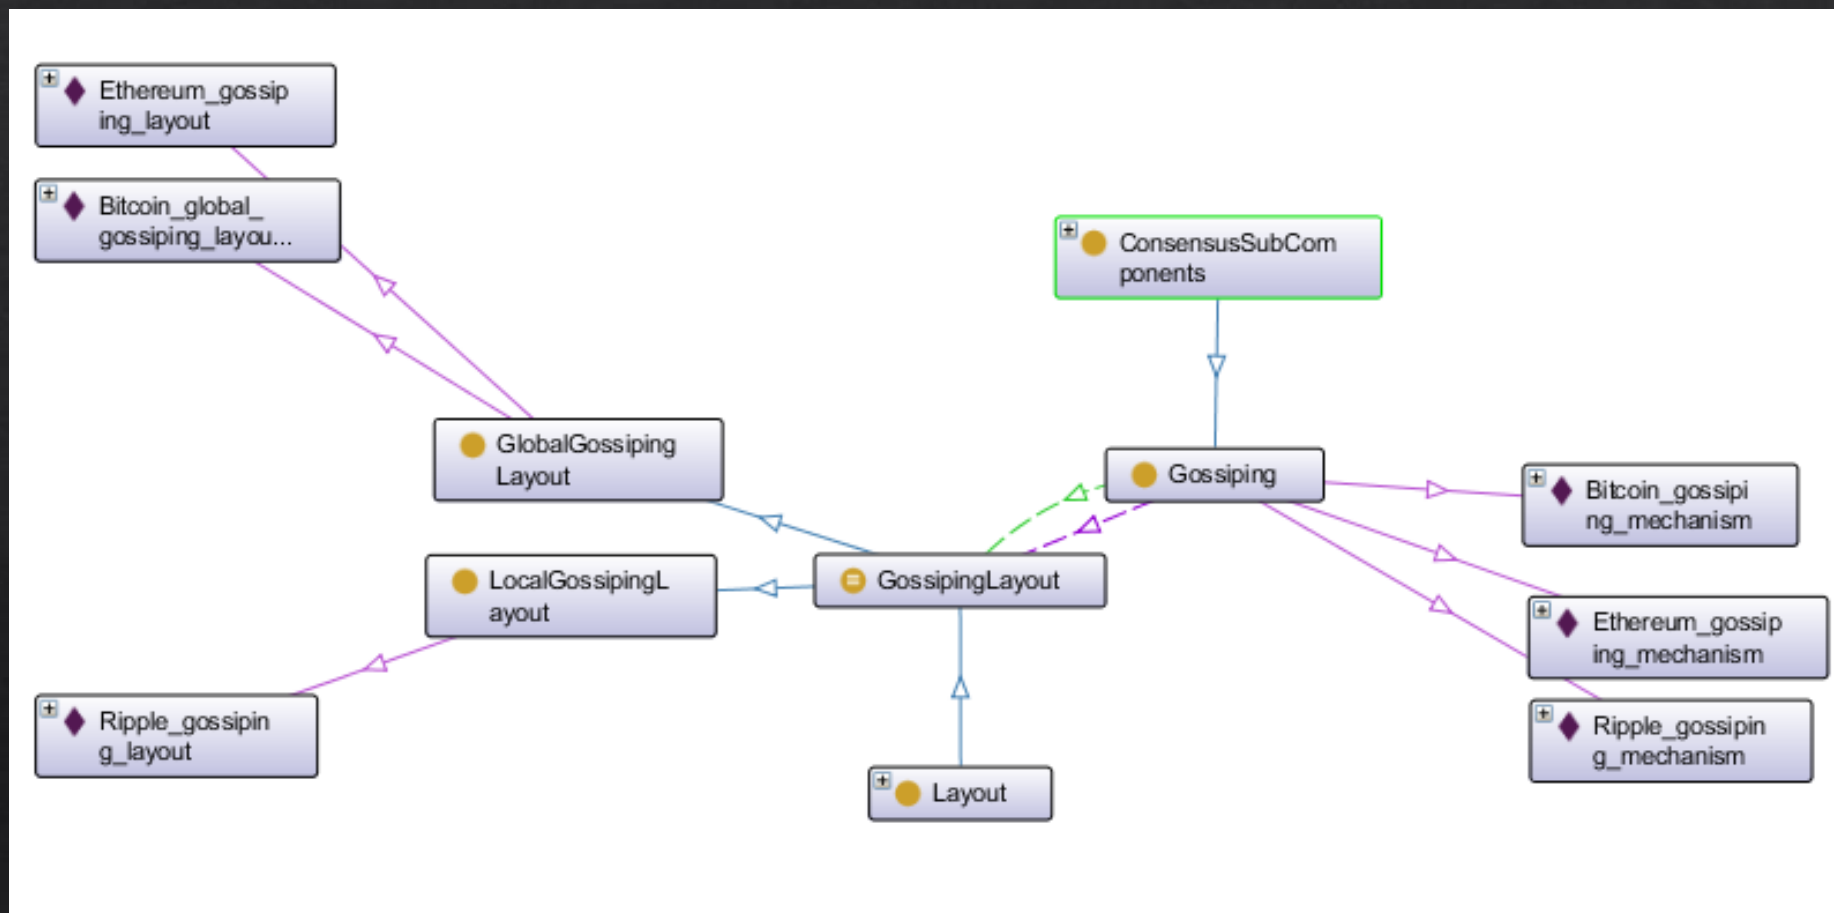 Ethereum_gossip
ing_layout
Bitcoin_global_
gossiping_layou...
ConsensusSubCom
ponents
GlobalGossiping
Layout
Gossiping
Bitcoin_gossipi
ng_mechanism
LocalGossipingL
ayout
GossipingLayout
Ethereum_gossip
ing_mechanism
Ripple_gossipin
g_layout
Ripple_gossipin
g_mechanism
Layout